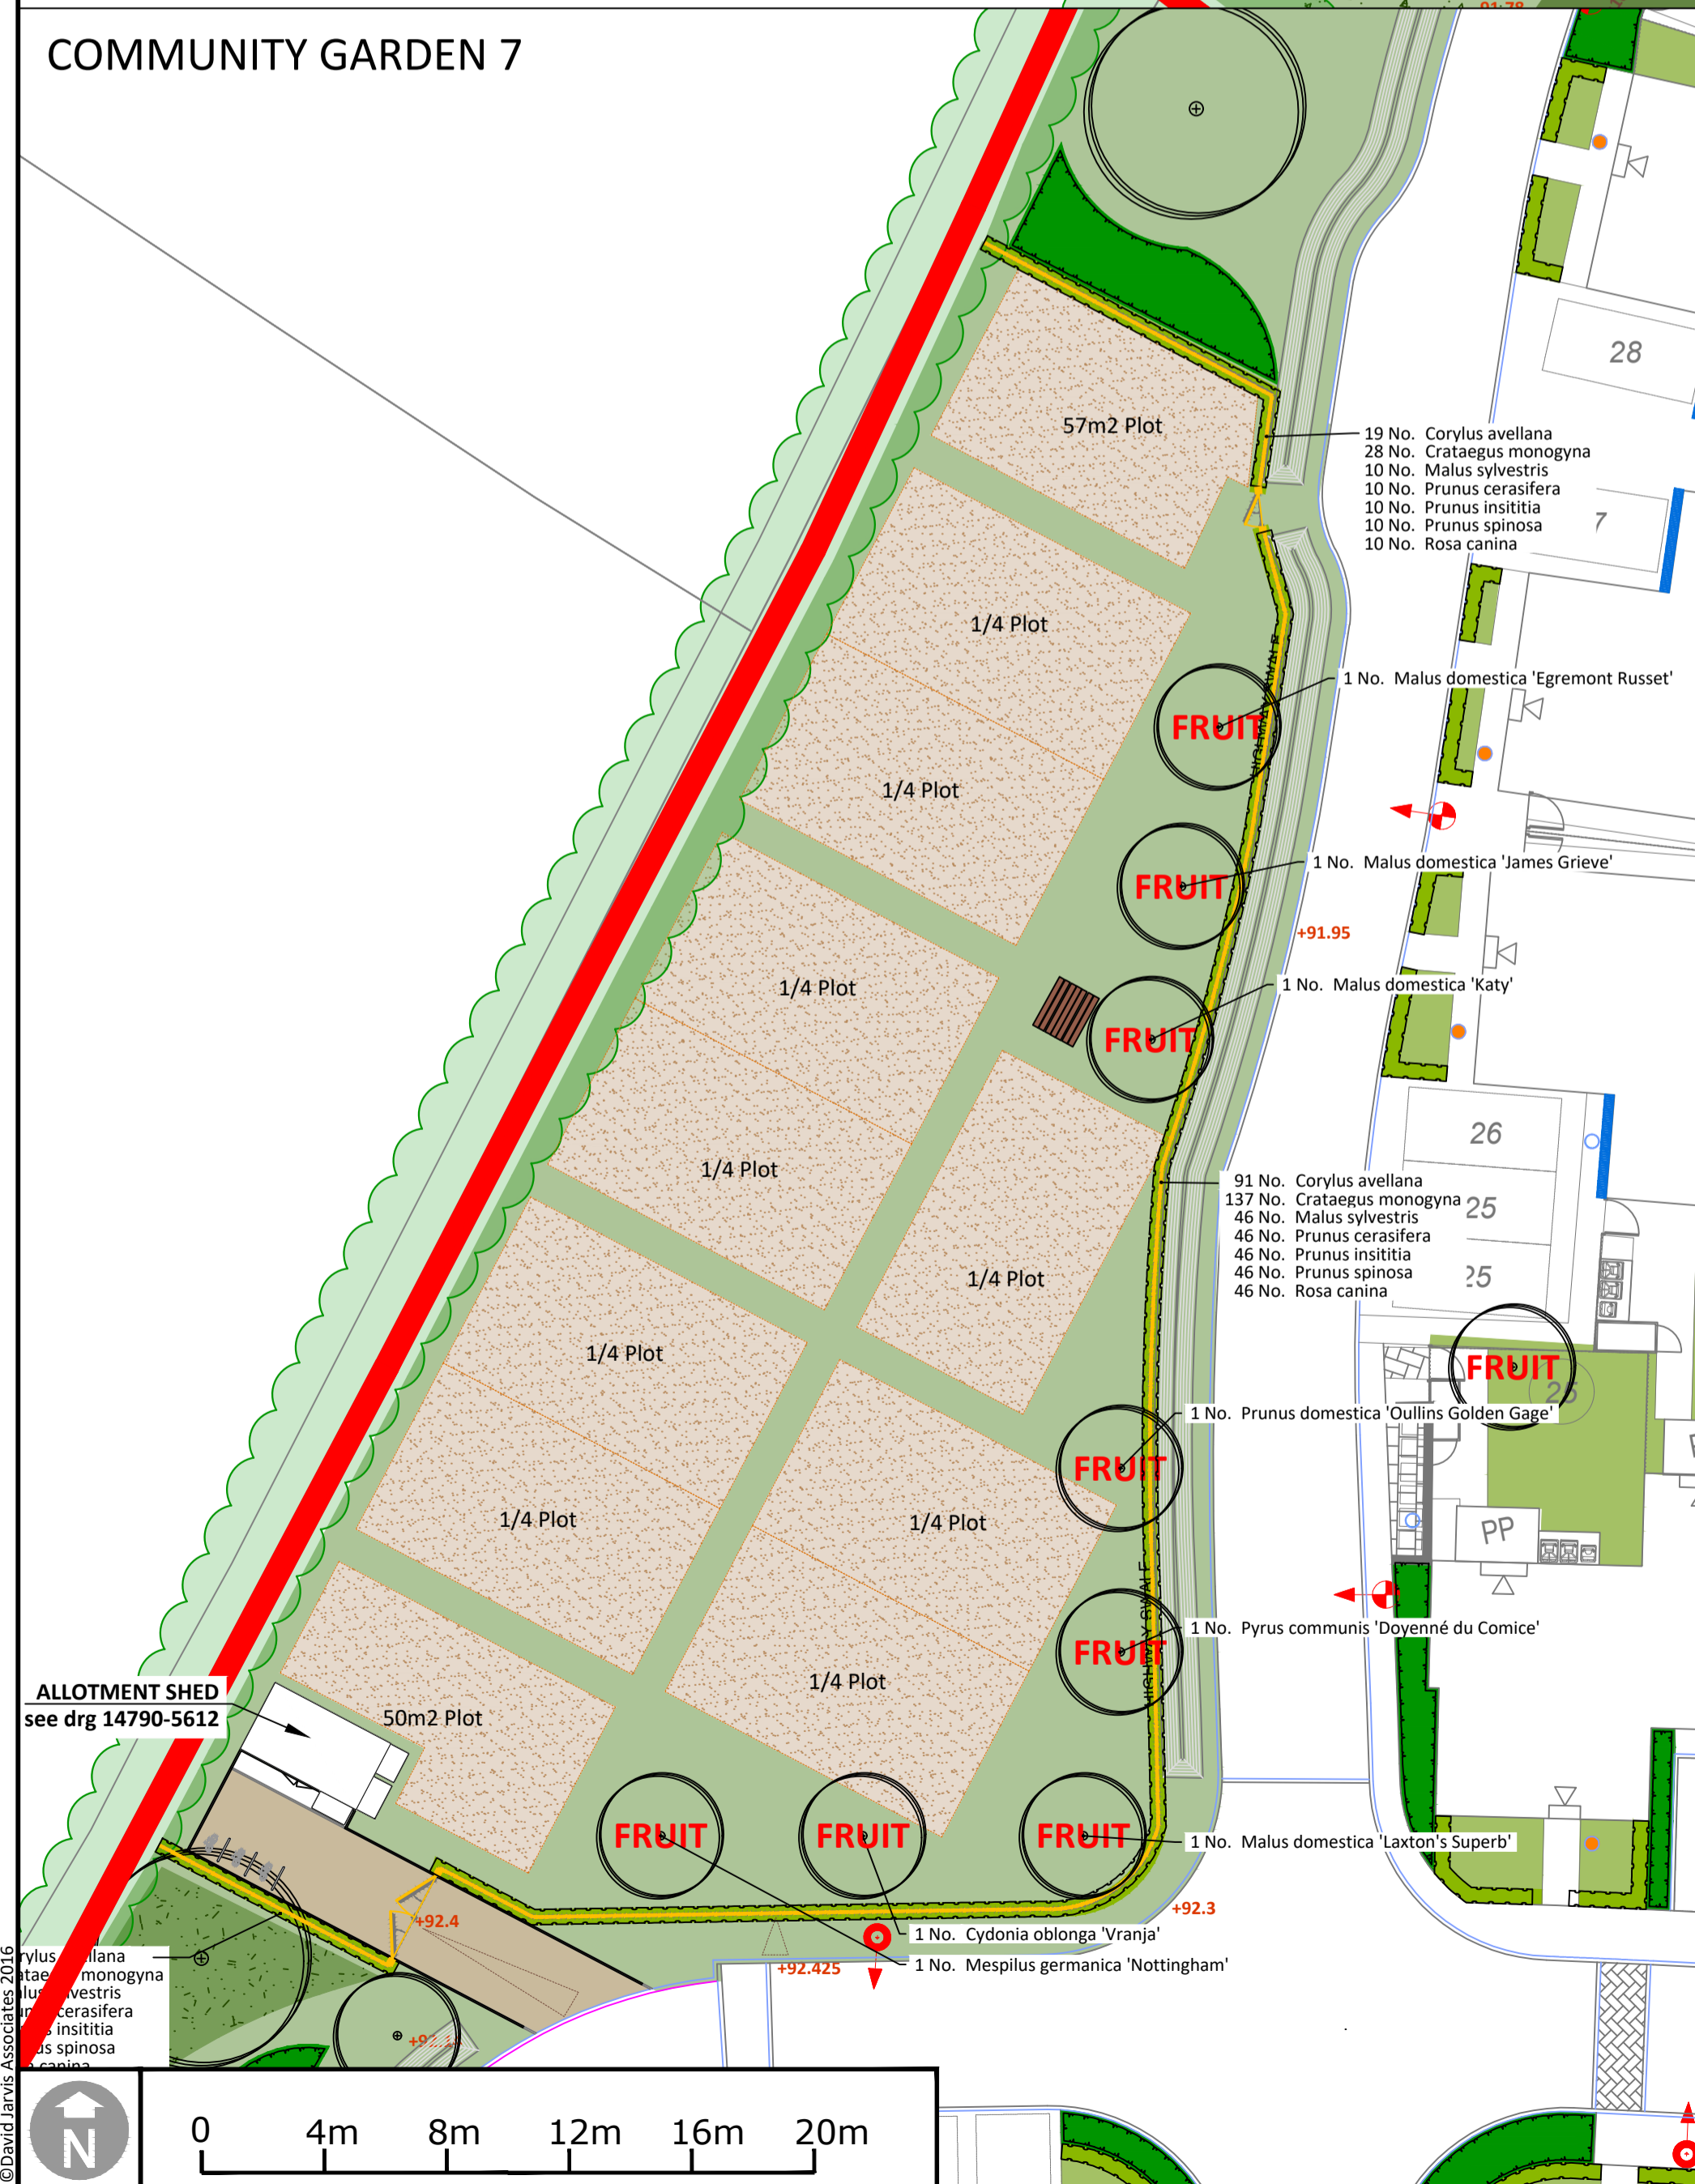 91.78
COMMUNITY GARDEN 7
28
57m2 Plot
19 No. Corylus avellana
28 No. Crataegus monogyna
10 No. Malus sylvestris
10 No. Prunus cerasifera
10 No. Prunus insititia
10 No. Prunus spinosa
10 No. Rosa canina
7
1/4 Plot
1 No. Malus domestica 'Egremont Russet'
FRUIT
1/4 Plot
1 No. Malus domestica 'James Grieve'
FRUIT
+91.95
1/4 Plot
1 No. Malus domestica 'Katy'
FRUIT
26
1/4 Plot
91 No. Corylus avellana
137 No. Crataegus monogyna
46 No. Malus sylvestris
46 No. Prunus cerasifera
46 No. Prunus insititia
46 No. Prunus spinosa
46 No. Rosa canina
25
25
1/4 Plot
1/4 Plot
FRUIT
1 No. Prunus domestica 'Oullins Golden Gage'
FRUIT
1/4 Plot
1/4 Plot
PP
HIGHWAY SWALE
1 No. Pyrus communis 'Doyenné du Comice'
FRUIT
1/4 Plot
ALLOTMENT SHED
see drg 14790-5612
50m2 Plot
FRUIT
FRUIT
FRUIT
1 No. Malus domestica 'Laxton's Superb'
+92.3
+92.4
1 No. Cydonia oblonga 'Vranja'
1 No. Mespilus germanica 'Nottingham'
+92.425
monogyna
cerasifera
insititia
spinosa
©David Jarvis Associates 2016
N
0 4m 8m 12m 16m 20m